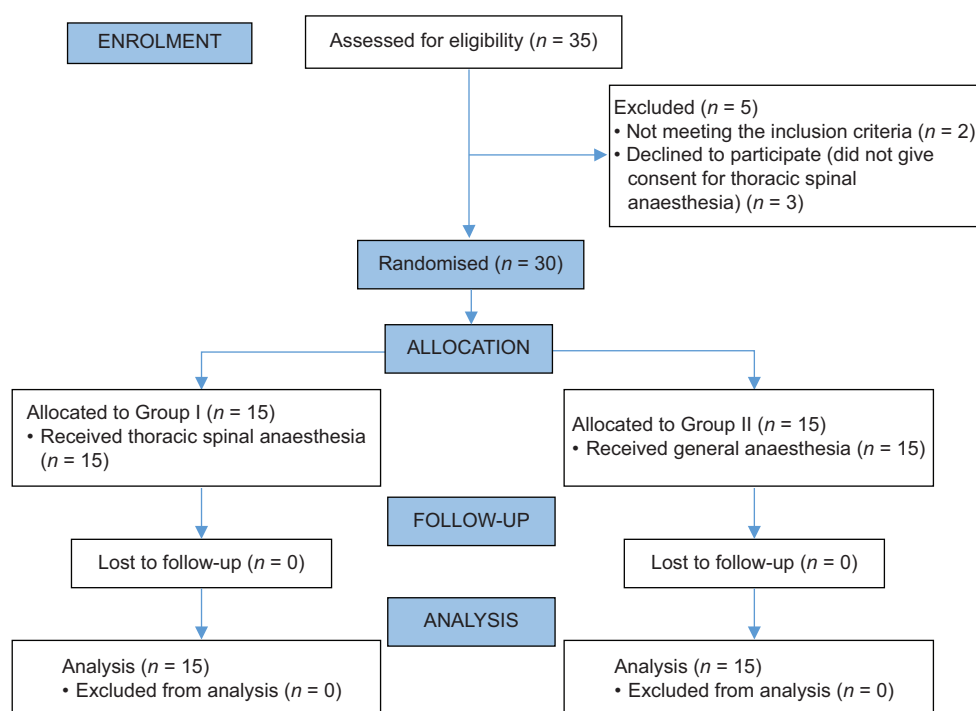 ENROLMENT
Assessed for eligibility (n = 35)
Excluded (n = 5)
• Not meeting the inclusion criteria (n = 2)
• Declined to participate (did not give
consent for thoracic spinal
anaesthesia) (n = 3)
Randomised (n = 30)
ALLOCATION
Allocated to Group I (n = 15)
• Received thoracic spinal anaesthesia
(n = 15)
Allocated to Group II (n = 15)
• Received general anaesthesia (n = 15)
FOLLOW-UP
Lost to follow-up (n = 0)
Lost to follow-up (n = 0)
ANALYSIS
Analysis (n = 15)
• Excluded from analysis (n = 0)
Analysis (n = 15)
• Excluded from analysis (n = 0)